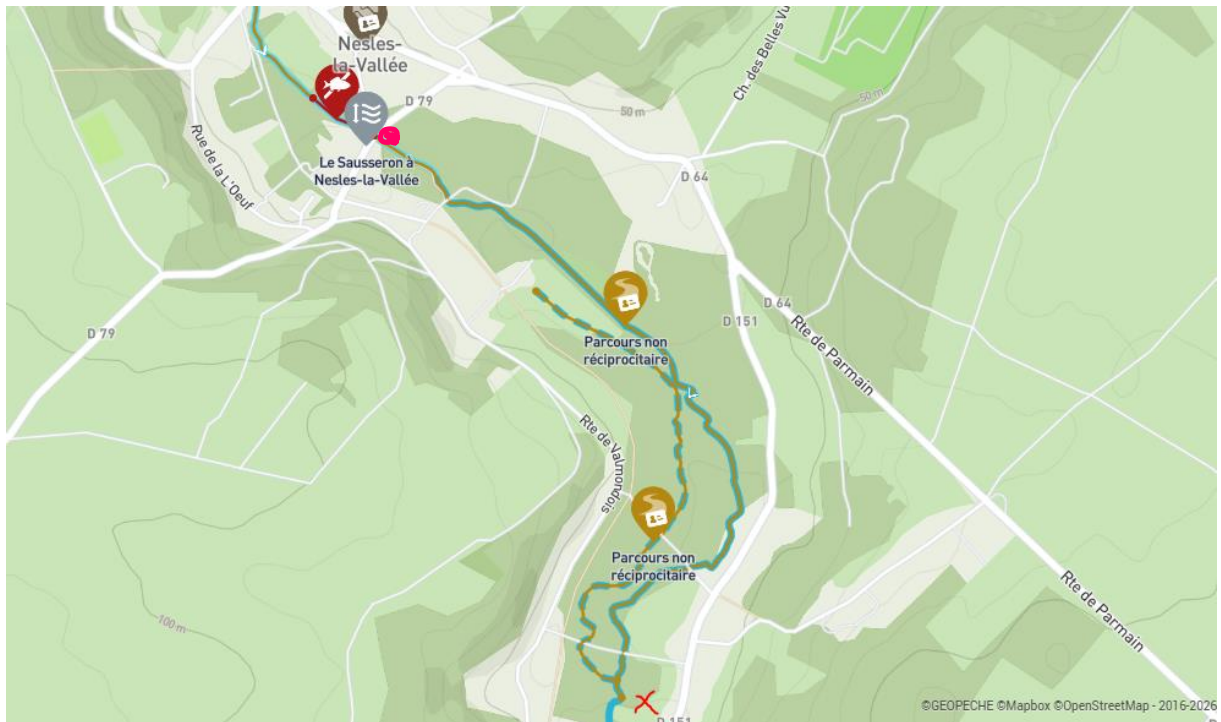 Nesles-
la-Vallée
Ch. des Belles Vu
D 79
50 m
50 m
Rue de la L'Oeuf
Le Sausseron à
Nesles-la-Vallée
D 64
D 64
D 79
D 151
Rte de Parmain
Parcours non
réciprocitaire
Rte de Valmondois
Parcours non
réciprocitaire
Rte de Parmain
100 m
D 151
©GEOPECHE ©Mapbox ©OpenStreetMap - 2016-2026